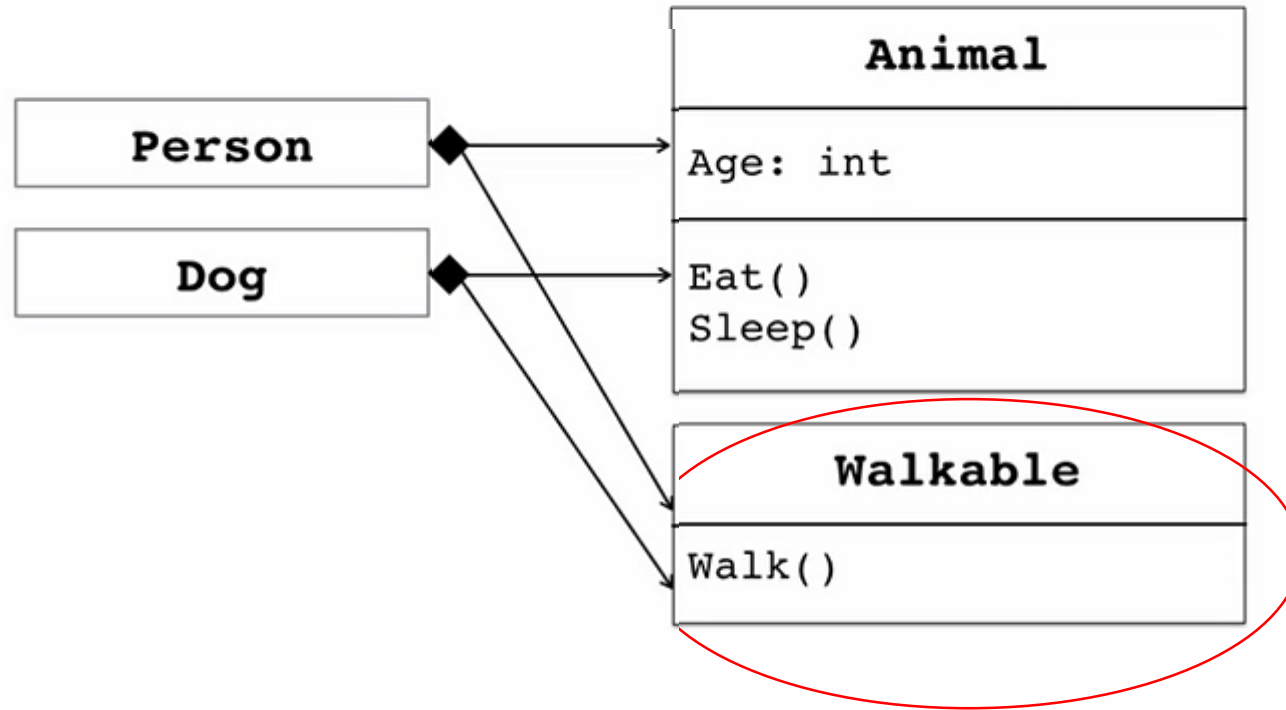 Person
Dog
Animal
Age: int
Eat()
Sleep()
Walkable
Walk()